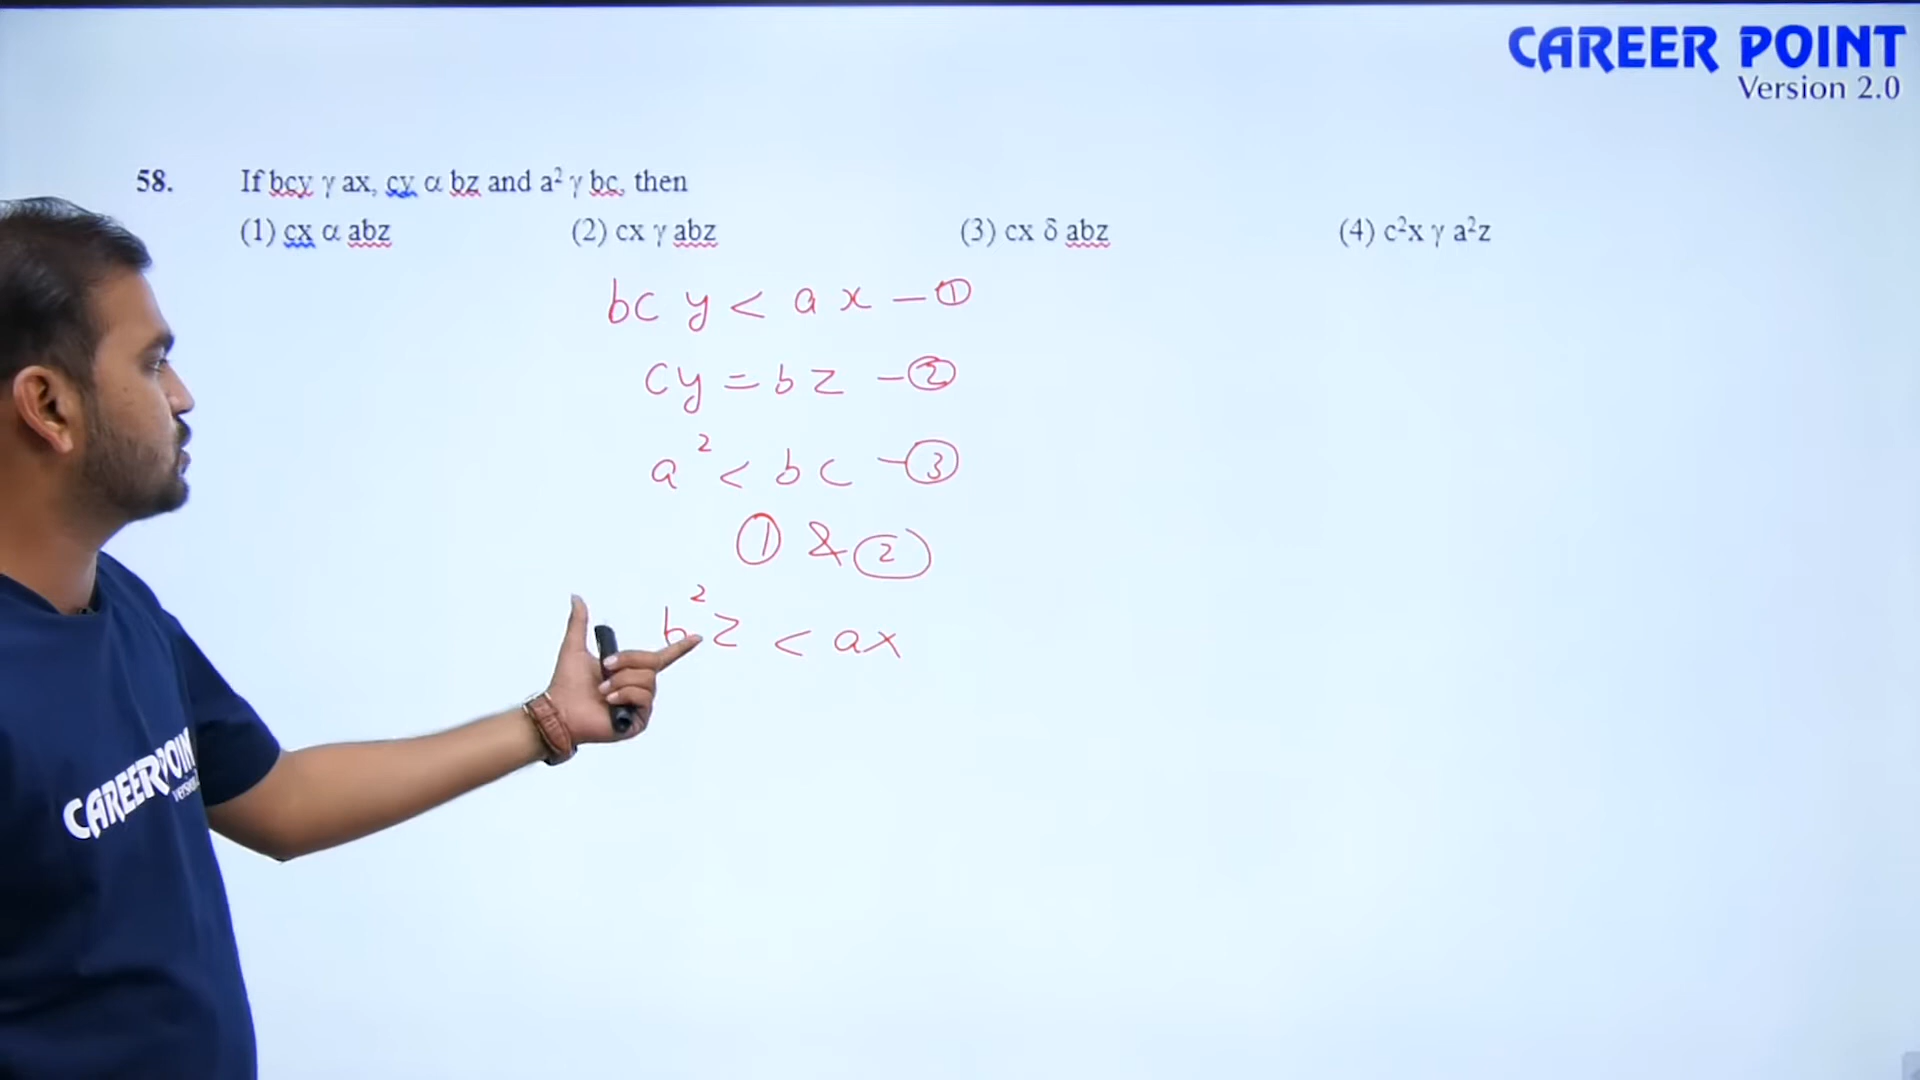 CAREER POINT
Version 2.0
58. If bcy γ ax, cy α bz and a² γ bc, then
(1) cx α abz (2) cx γ abz (3) cx δ abz (4) c²x γ a²z
bc y < a x – ①
cy = b z – ②
a² < b c – ③
① & ②
b² z < ax
CAREER POINT